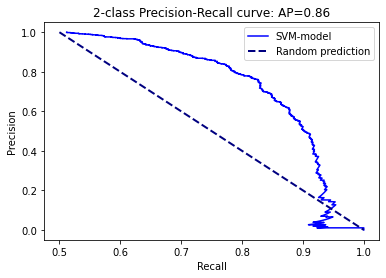 2-class Precision-Recall curve: AP=0.86
SVM-model
Random prediction
Precision
1.0
0.8
0.6
0.4
0.2
0.0
0.5
0.6
0.7
0.8
0.9
1.0
Recall